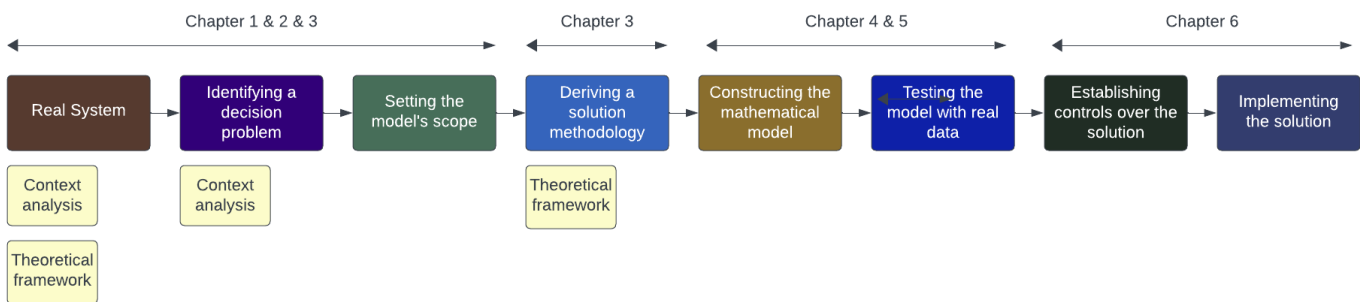 Chapter 1 & 2 & 3
Chapter 3
Chapter 4 & 5
Chapter 6
Real System
Identifying a
decision
problem
Setting the
model's scope
Deriving a
solution
methodology
Constructing the
mathematical
model
Testing the
model with real
data
Establishing
controls over the
solution
Implementing
the solution
Context
analysis
Context
analysis
Theoretical
framework
Theoretical
framework